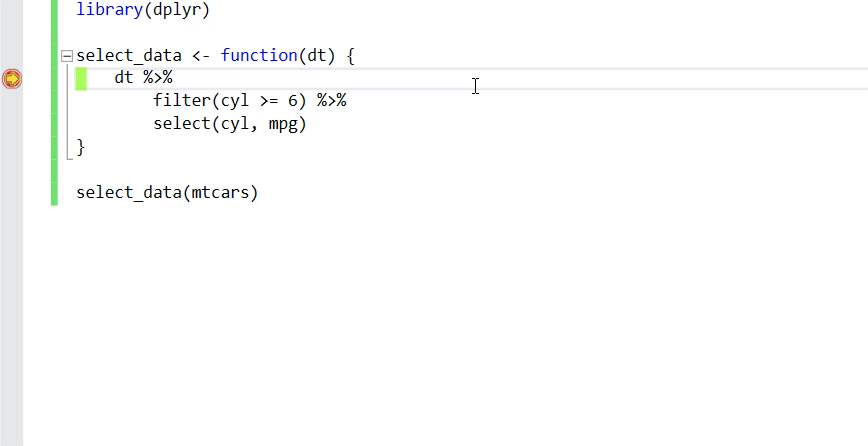 library(dplyr)
select_data <- function(dt) {
dt %>%
filter(cyl >= 6) %>%
select(cyl, mpg)
}
select_data(mtcars)